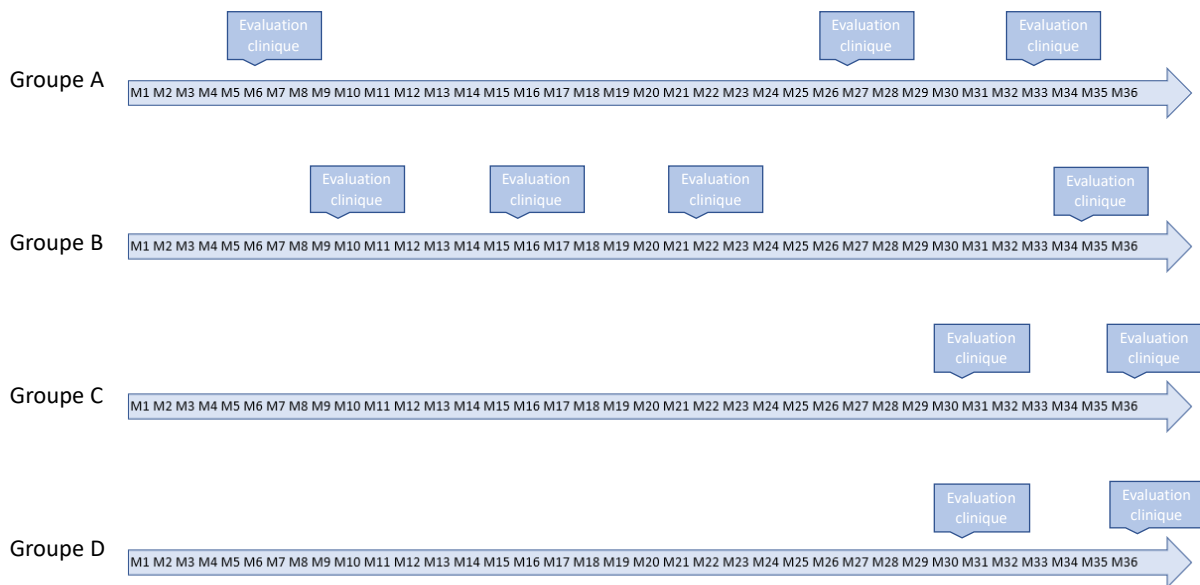 Evaluation
clinique
Evaluation
clinique
Evaluation
clinique
Groupe A
M1 M2 M3 M4 M5 M6 M7 M8 M9 M10 M11 M12 M13 M14 M15 M16 M17 M18 M19 M20 M21 M22 M23 M24 M25 M26 M27 M28 M29 M30 M31 M32 M33 M34 M35 M36
Evaluation
clinique
Evaluation
clinique
Evaluation
clinique
Evaluation
clinique
Groupe B
M1 M2 M3 M4 M5 M6 M7 M8 M9 M10 M11 M12 M13 M14 M15 M16 M17 M18 M19 M20 M21 M22 M23 M24 M25 M26 M27 M28 M29 M30 M31 M32 M33 M34 M35 M36
Evaluation
clinique
Evaluation
clinique
Groupe C
M1 M2 M3 M4 M5 M6 M7 M8 M9 M10 M11 M12 M13 M14 M15 M16 M17 M18 M19 M20 M21 M22 M23 M24 M25 M26 M27 M28 M29 M30 M31 M32 M33 M34 M35 M36
Evaluation
clinique
Evaluation
clinique
Groupe D
M1 M2 M3 M4 M5 M6 M7 M8 M9 M10 M11 M12 M13 M14 M15 M16 M17 M18 M19 M20 M21 M22 M23 M24 M25 M26 M27 M28 M29 M30 M31 M32 M33 M34 M35 M36